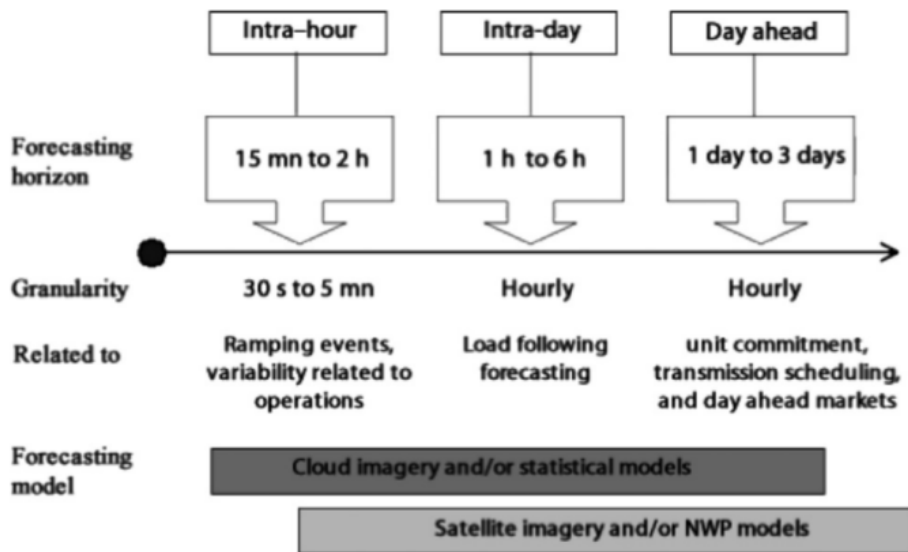 Intra–hour
Intra-day
Day ahead
Forecasting
horizon
15 mn to 2 h
1 h to 6 h
1 day to 3 days
Granularity
30 s to 5 mn
Hourly
Hourly
Related to
Ramping events,
variability related to
operations
Load following
forecasting
unit commitment,
transmission scheduling,
and day ahead markets
Forecasting
model
Cloud imagery and/or statistical models
Satellite imagery and/or NWP models